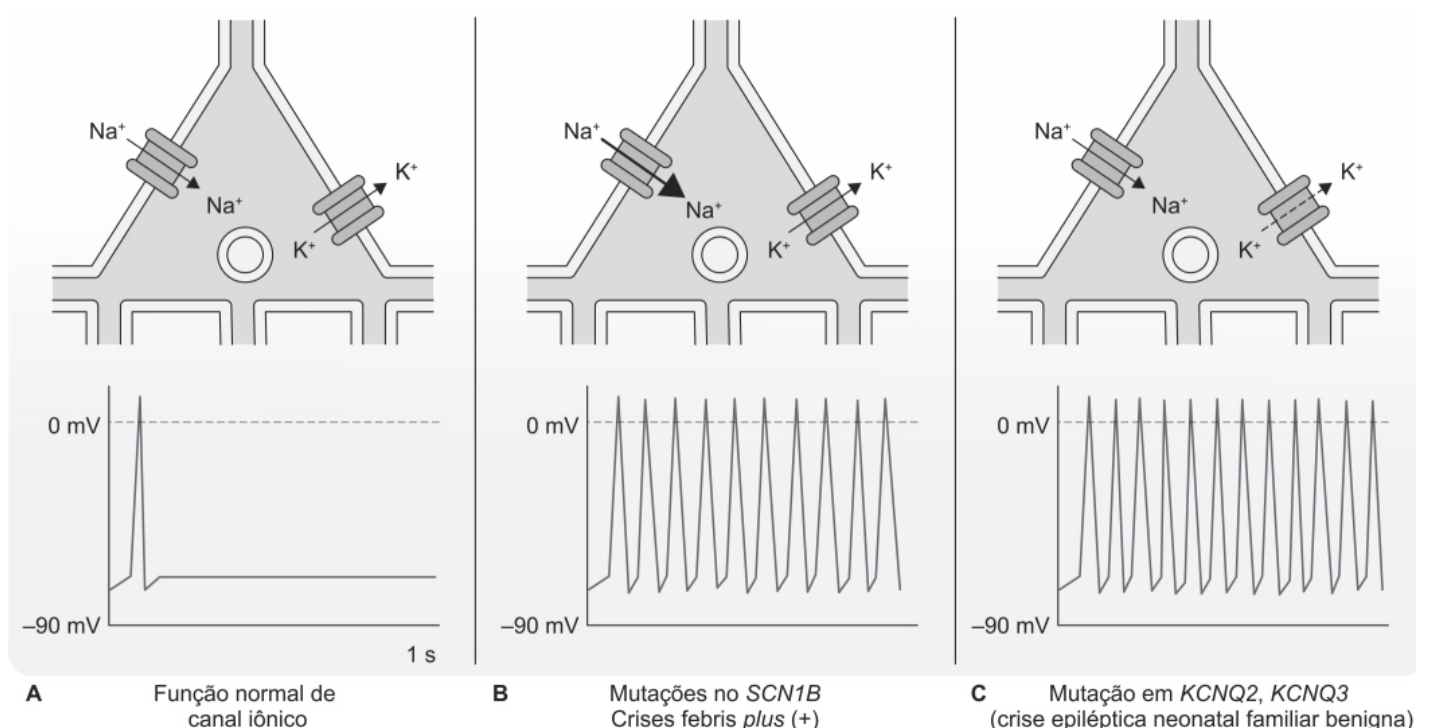 Na⁺
Na⁺
K⁺
K⁺
0 mV
–90 mV
1 s
A Função normal de
canal iônico
Na⁺
Na⁺
K⁺
K⁺
0 mV
–90 mV
B Mutações no SCN1B
Crises febris plus (+)
Na⁺
Na⁺
K⁺
K⁺
0 mV
–90 mV
C Mutação em KCNQ2, KCNQ3
(crise epiléptica neonatal familiar benigna)